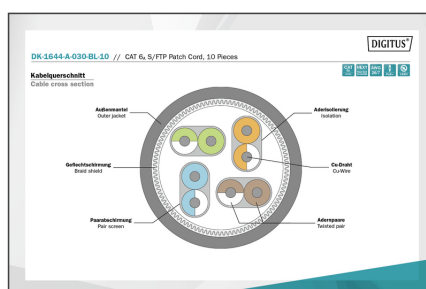 DIGITUS®
DK-1644-A-030-BL-10 // CAT 6A S/FTP Patch Cord, 10 Pieces
Kabelquerschnitt
Cable cross section
Außenmantel
Outer jacket
Aderisolierung
Isolation
Geflechtschirmung
Braid shield
Cu-Draht
Cu-Wire
Paarabschirmung
Pair screen
Adernpaare
Twisted pair